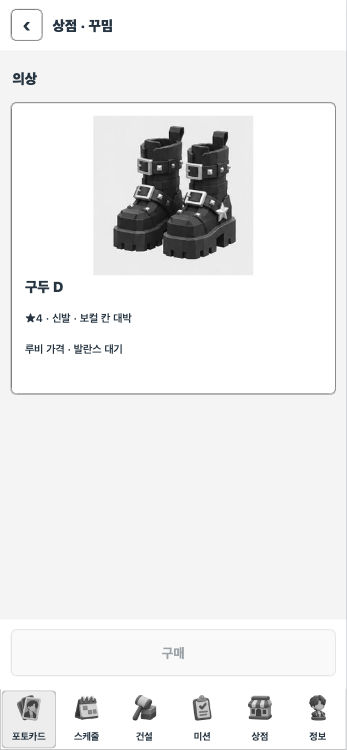 상점 · 꾸밈
의상
구두 D
★4 · 신발 · 보컬 칸 대박
루비 가격 · 발란스 대기
구매
포토카드
스케줄
건설
미션
상점
정보